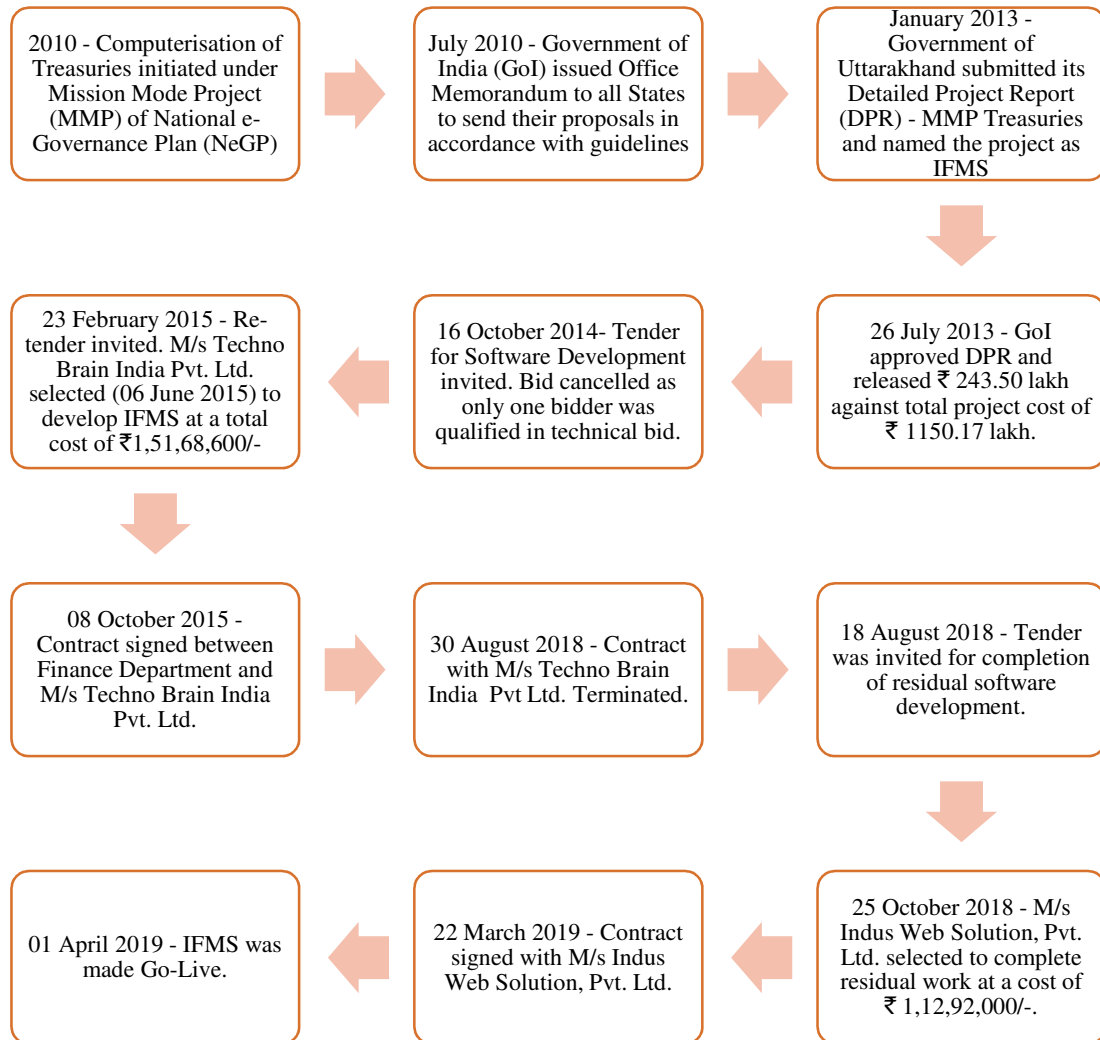 2010 - Computerisation of
Treasuries initiated under
Mission Mode Project
(MMP) of National e-
Governance Plan (NeGP)
July 2010 - Government of
India (GoI) issued Office
Memorandum to all States
to send their proposals in
accordance with guidelines
January 2013 -
Government of
Uttarakhand submitted its
Detailed Project Report
(DPR) - MMP Treasuries
and named the project as
IFMS
26 July 2013 - GoI
approved DPR and
released ₹ 243.50 lakh
against total project cost of
₹ 1150.17 lakh.
16 October 2014- Tender
for Software Development
invited. Bid cancelled as
only one bidder was
qualified in technical bid.
23 February 2015 - Re-
tender invited. M/s Techno
Brain India Pvt. Ltd.
selected (06 June 2015) to
develop IFMS at a total
cost of ₹1,51,68,600/-
08 October 2015 -
Contract signed between
Finance Department and
M/s Techno Brain India
Pvt. Ltd.
30 August 2018 - Contract
with M/s Techno Brain
India Pvt Ltd. Terminated.
18 August 2018 - Tender
was invited for completion
of residual software
development.
25 October 2018 - M/s
Indus Web Solution, Pvt.
Ltd. selected to complete
residual work at a cost of
₹ 1,12,92,000/-.
22 March 2019 - Contract
signed with M/s Indus
Web Solution, Pvt. Ltd.
01 April 2019 - IFMS was
made Go-Live.